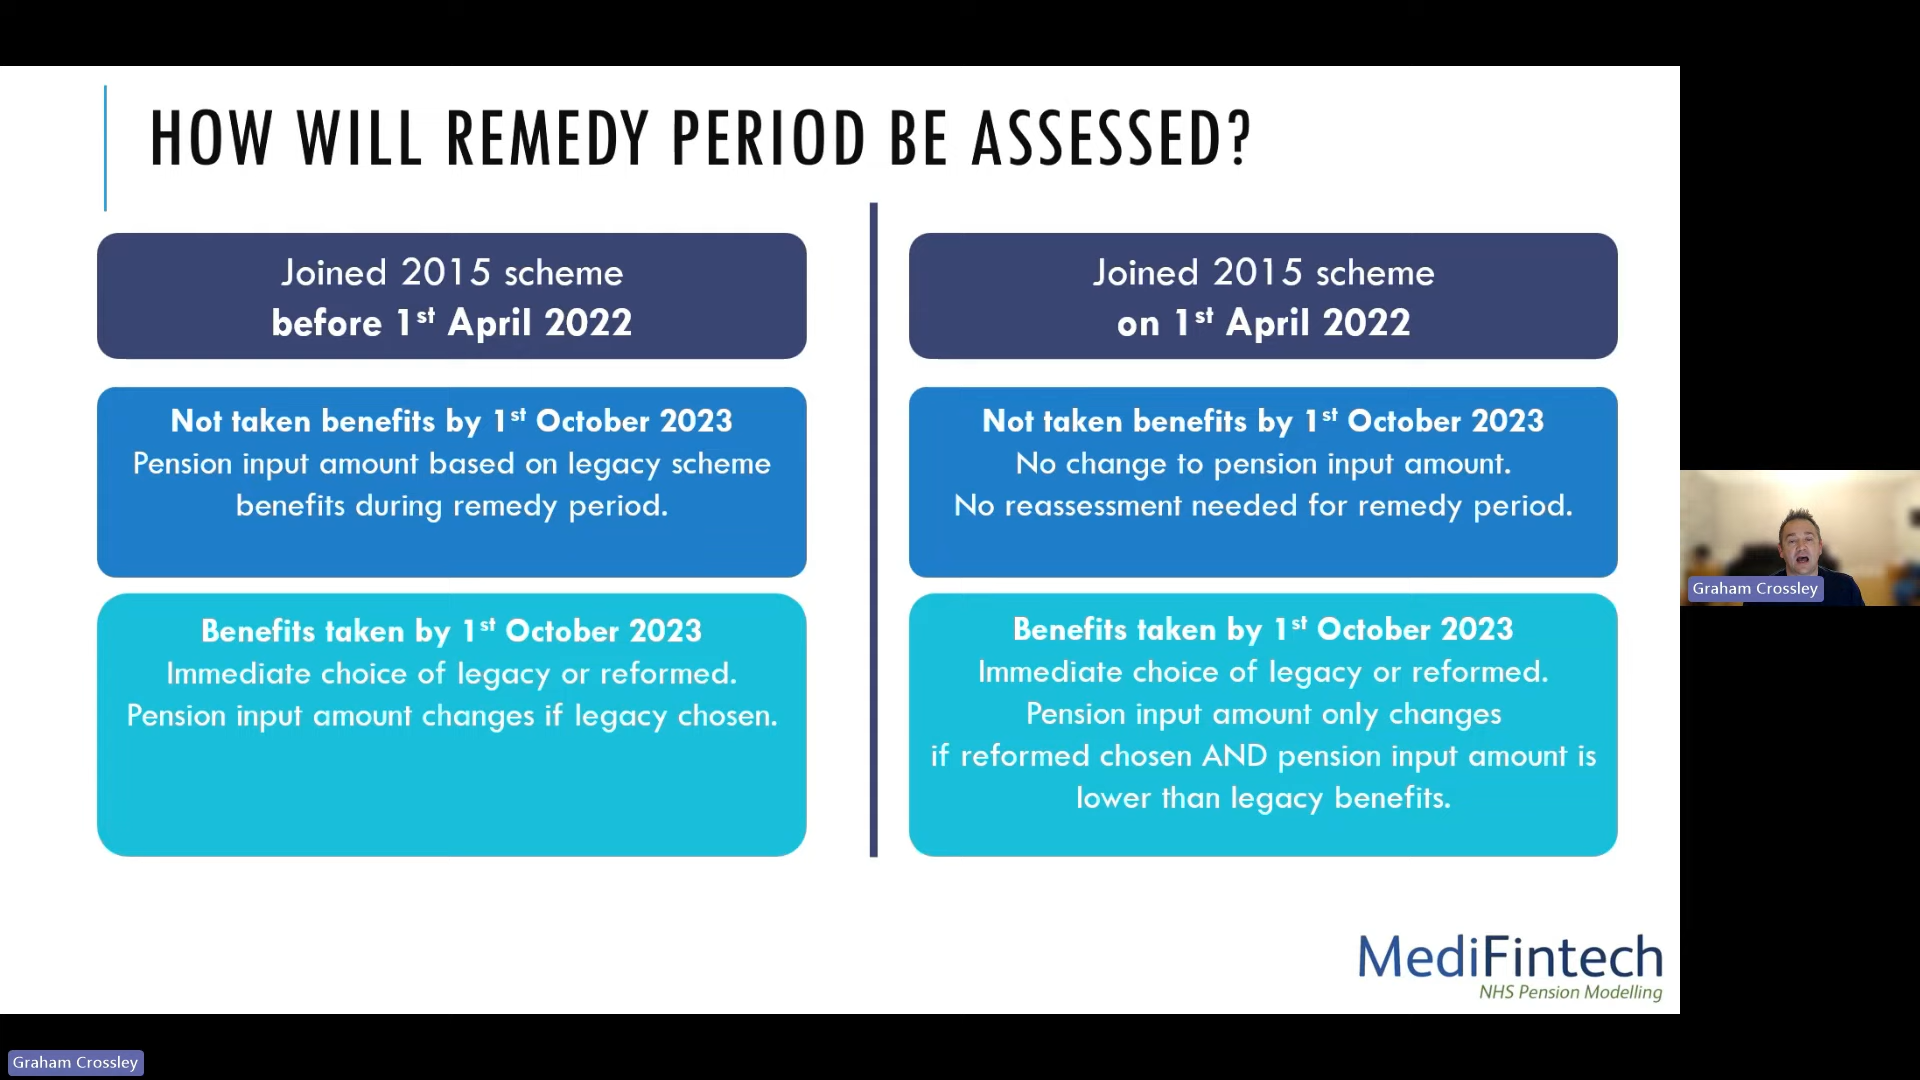 HOW WILL REMEDY PERIOD BE ASSESSED?
Joined 2015 scheme
before 1st April 2022
Not taken benefits by 1st October 2023
Pension input amount based on legacy scheme
benefits during remedy period.
Benefits taken by 1st October 2023
Immediate choice of legacy or reformed.
Pension input amount changes if legacy chosen.
Joined 2015 scheme
on 1st April 2022
Not taken benefits by 1st October 2023
No change to pension input amount.
No reassessment needed for remedy period.
Benefits taken by 1st October 2023
Immediate choice of legacy or reformed.
Pension input amount only changes
if reformed chosen AND pension input amount is
lower than legacy benefits.
MediFintech
NHS Pension Modelling
Graham Crossley
Graham Crossley